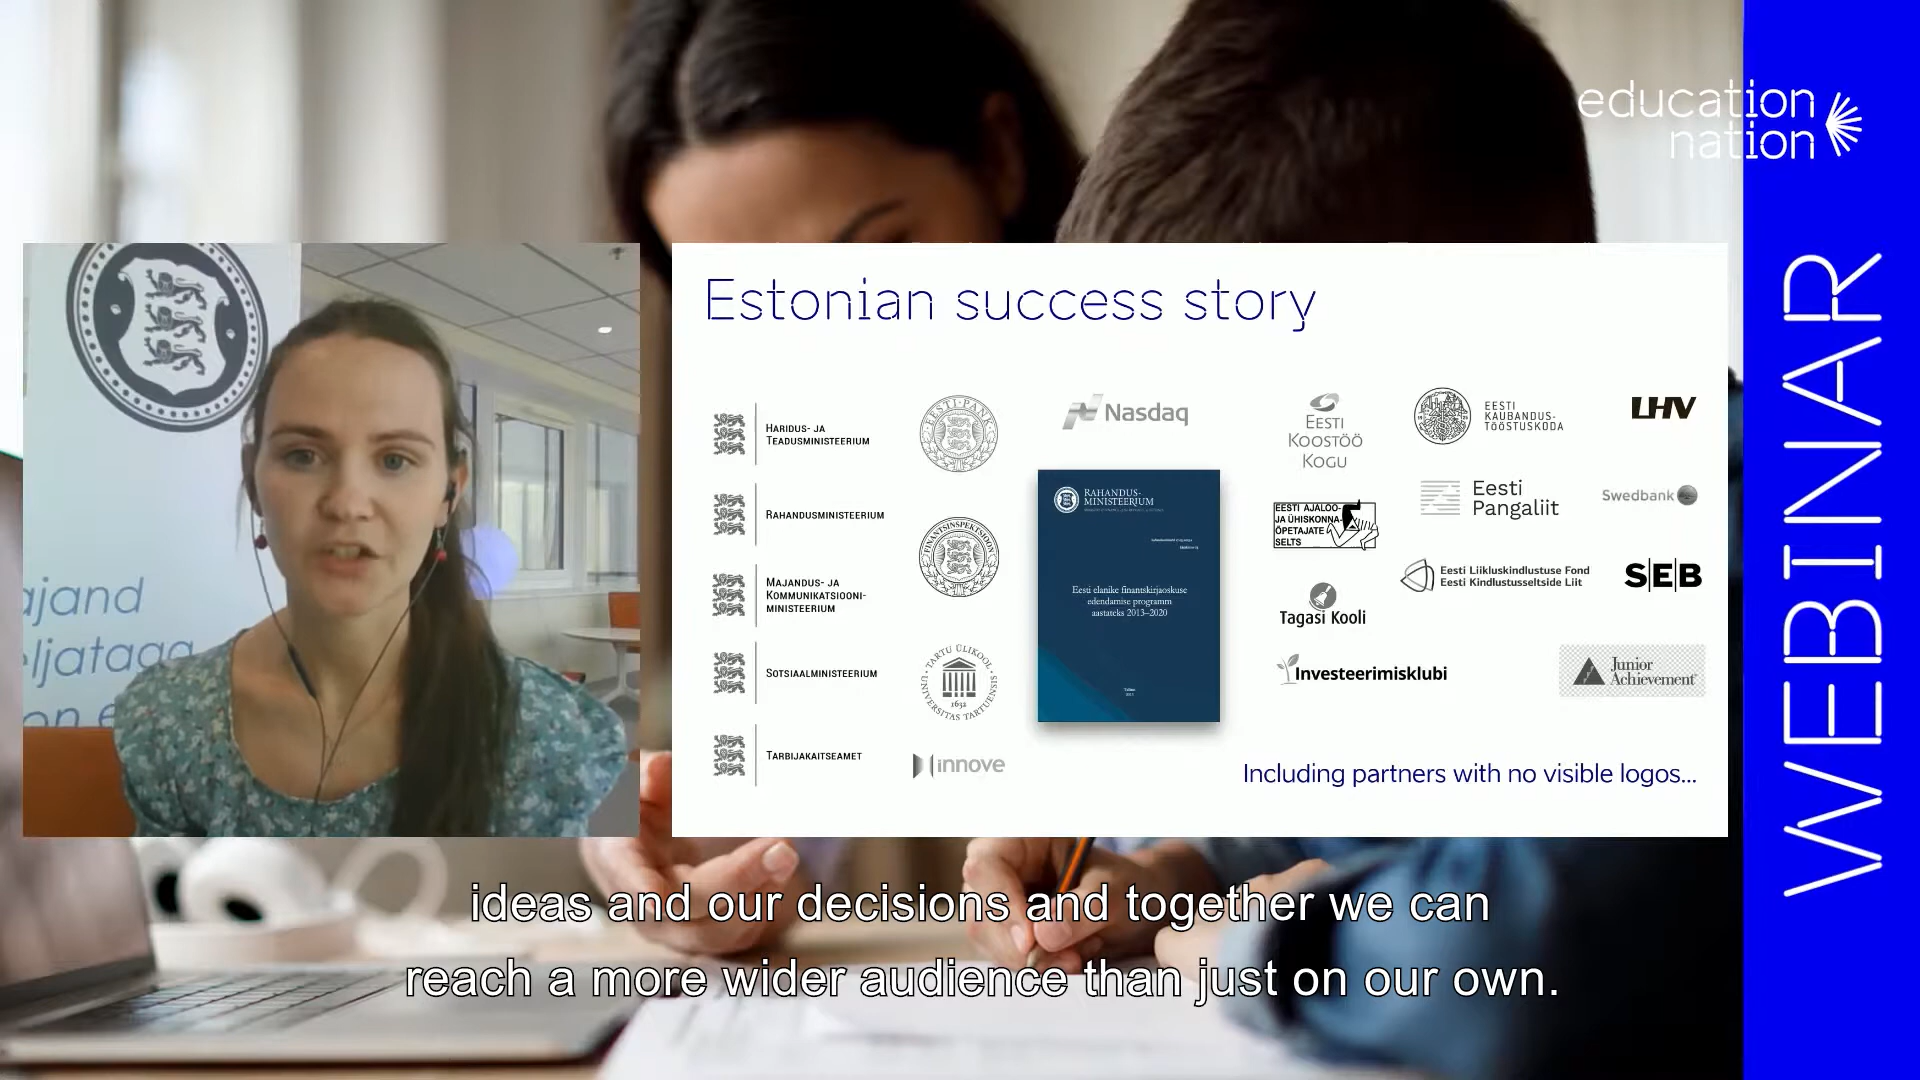 education
nation
WEBINAR
ajand
eljataga
on e
Estonian success story
HARIDUS- JA
TEADUSMINISTEERIUM
RAHANDUSMINISTEERIUM
MAJANDUS- JA
KOMMUNIKATSIOONI-
MINISTEERIUM
SOTSIAALMINISTEERIUM
TARBIJAKAITSEAMET
EESTI PANK
FINANTSINSPEKTSIOON
TARTU ÜLIKOOL
UNIVERSITAS TARTUENSIS
1632
innove
Nasdaq
RAHANDUS-
MINISTEERIUM
Eesti elanike finantskirjaoskuse
edendamise programm
aastateks 2013–2020
Tallinn
EESTI
KOOSTÖÖ
KOGU
EESTI AJALOO-
JA ÜHISKONNA-
ÕPETAJATE
SELTS
Tagasi Kooli
Investeerimisklubi
EESTI
KAUBANDUS-
TÖÖSTUSKODA
Eesti
Pangaliit
Eesti Liikluskindlustuse Fond
Eesti Kindlustusseltside Liit
LHV
Swedbank
SEB
Junior
Achievement
Including partners with no visible logos...
ideas and our decisions and together we can
reach a more wider audience than just on our own.